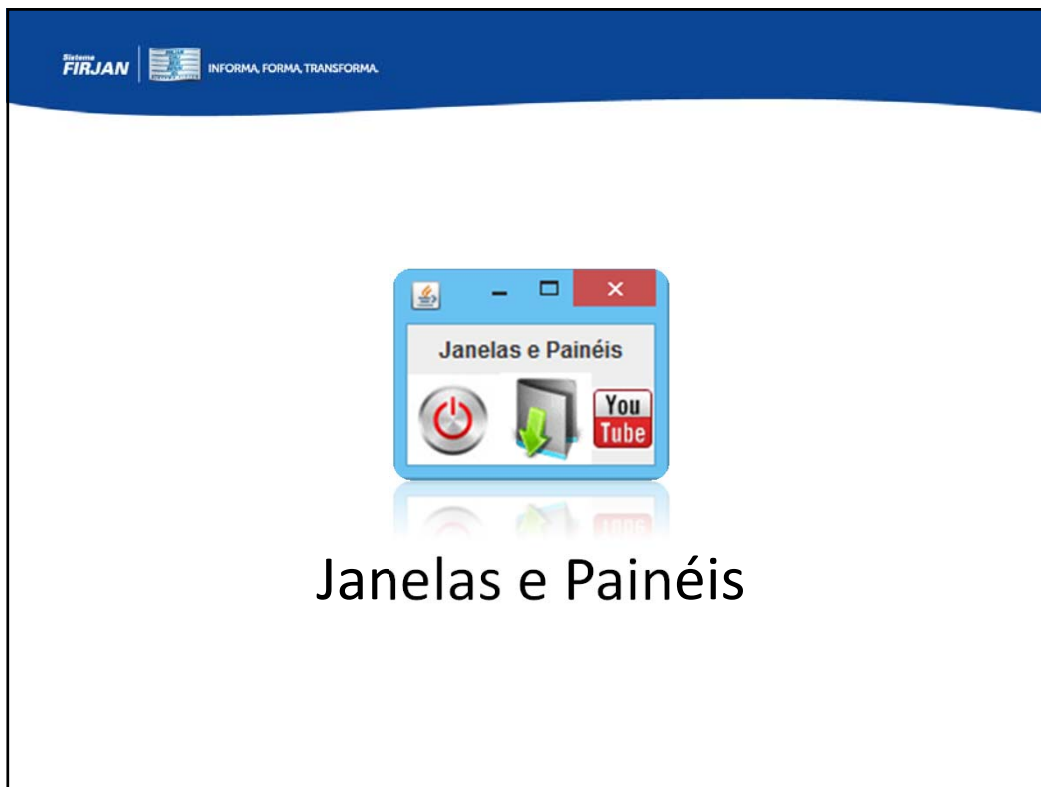 Sistema
FIRJAN
INFORMA, FORMA, TRANSFORMA.
Janelas e Painéis
You
Tube
Janelas e Painéis